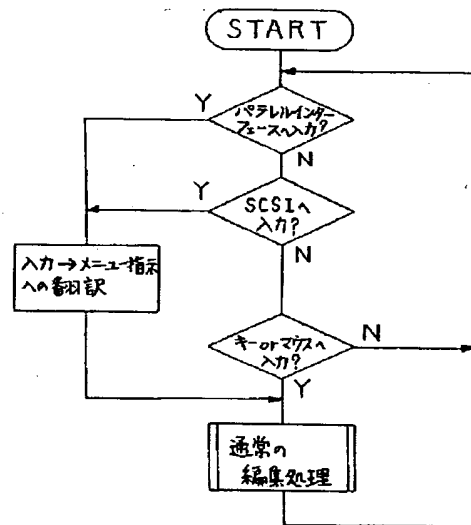 START
Y
パラレルインター
フェースへ入力?
N
Y
SCSIへ
入力?
N
入力→メニュー指示
への翻訳
キーorマウスへ
入力?
N
Y
通常の
編集処理